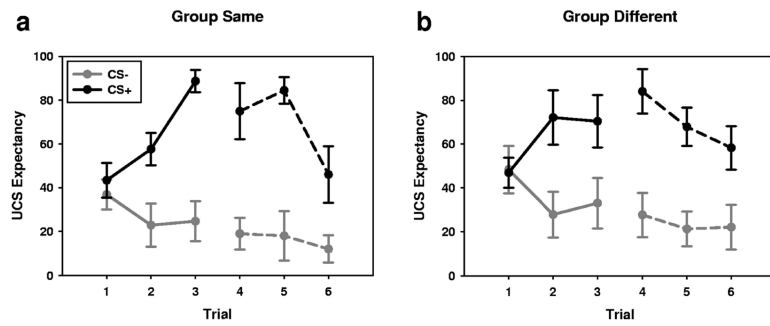 a
Group Same
UCS Expectancy
100
80
60
40
20
0
CS-
CS+
1 2 3 4 5 6
Trial
b
Group Different
UCS Expectancy
100
80
60
40
20
0
1 2 3 4 5 6
Trial